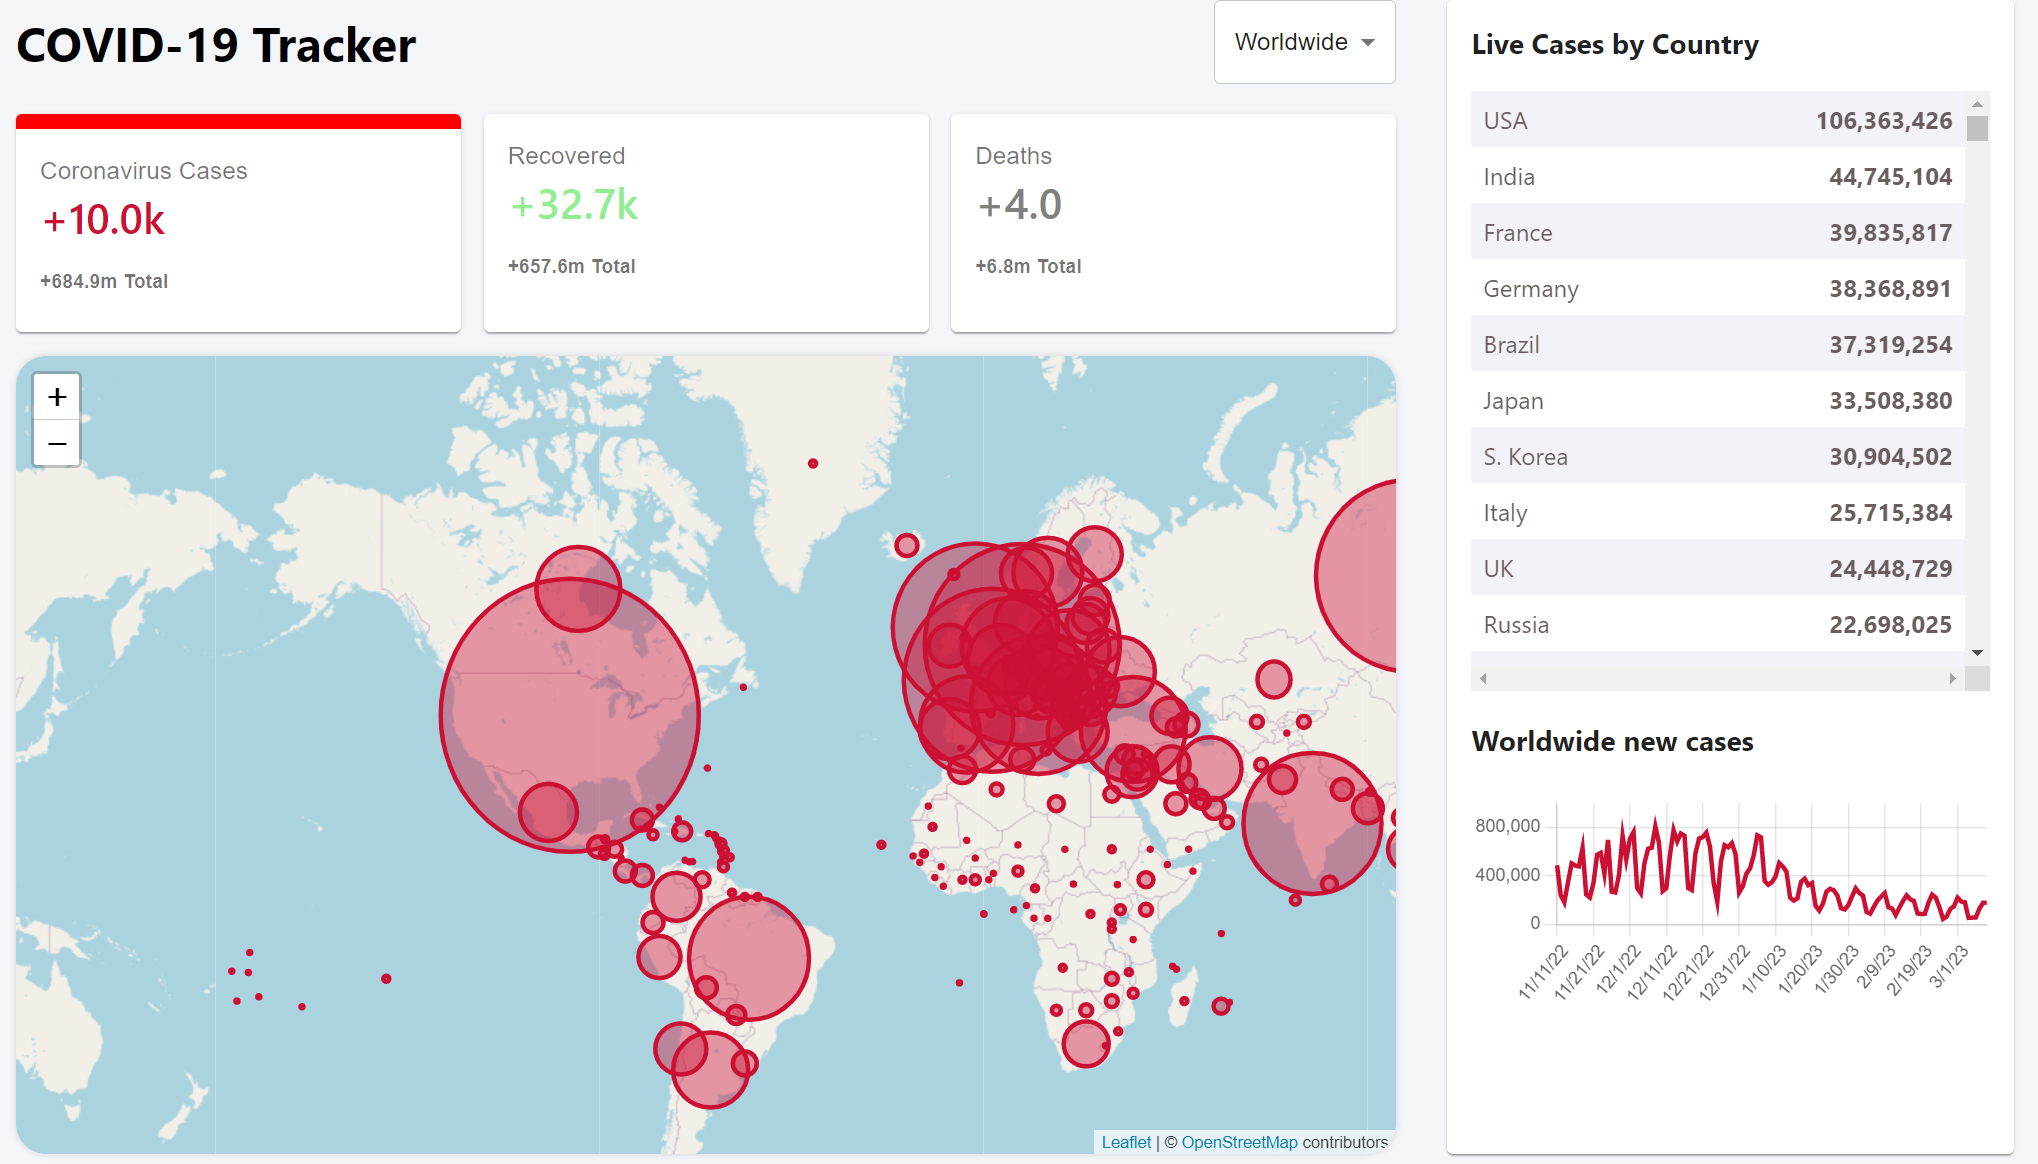 COVID-19 Tracker
Worldwide
Coronavirus Cases
+10.0k
+684.9m Total
Recovered
+32.7k
+657.6m Total
Deaths
+4.0
+6.8m Total
+
−
Leaflet | © OpenStreetMap contributors
Live Cases by Country
USA 106,363,426
India 44,745,104
France 39,835,817
Germany 38,368,891
Brazil 37,319,254
Japan 33,508,380
S. Korea 30,904,502
Italy 25,715,384
UK 24,448,729
Russia 22,698,025
Worldwide new cases
800,000
400,000
0
11/11/22 11/21/22 12/1/22 12/11/22 12/21/22 12/31/22 1/10/23 1/20/23 1/30/23 2/9/23 2/19/23 3/1/23